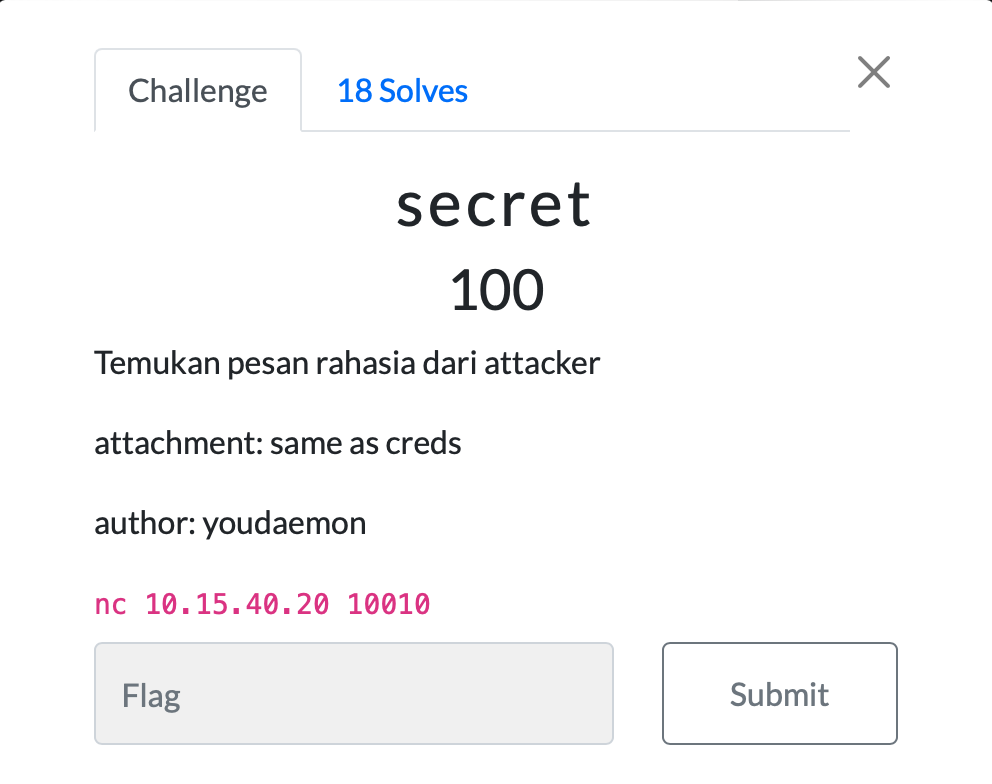 Challenge
18 Solves
secret
100
Temukan pesan rahasia dari attacker
attachment: same as creds
author: youdaemon
nc 10.15.40.20 10010
Flag
Submit